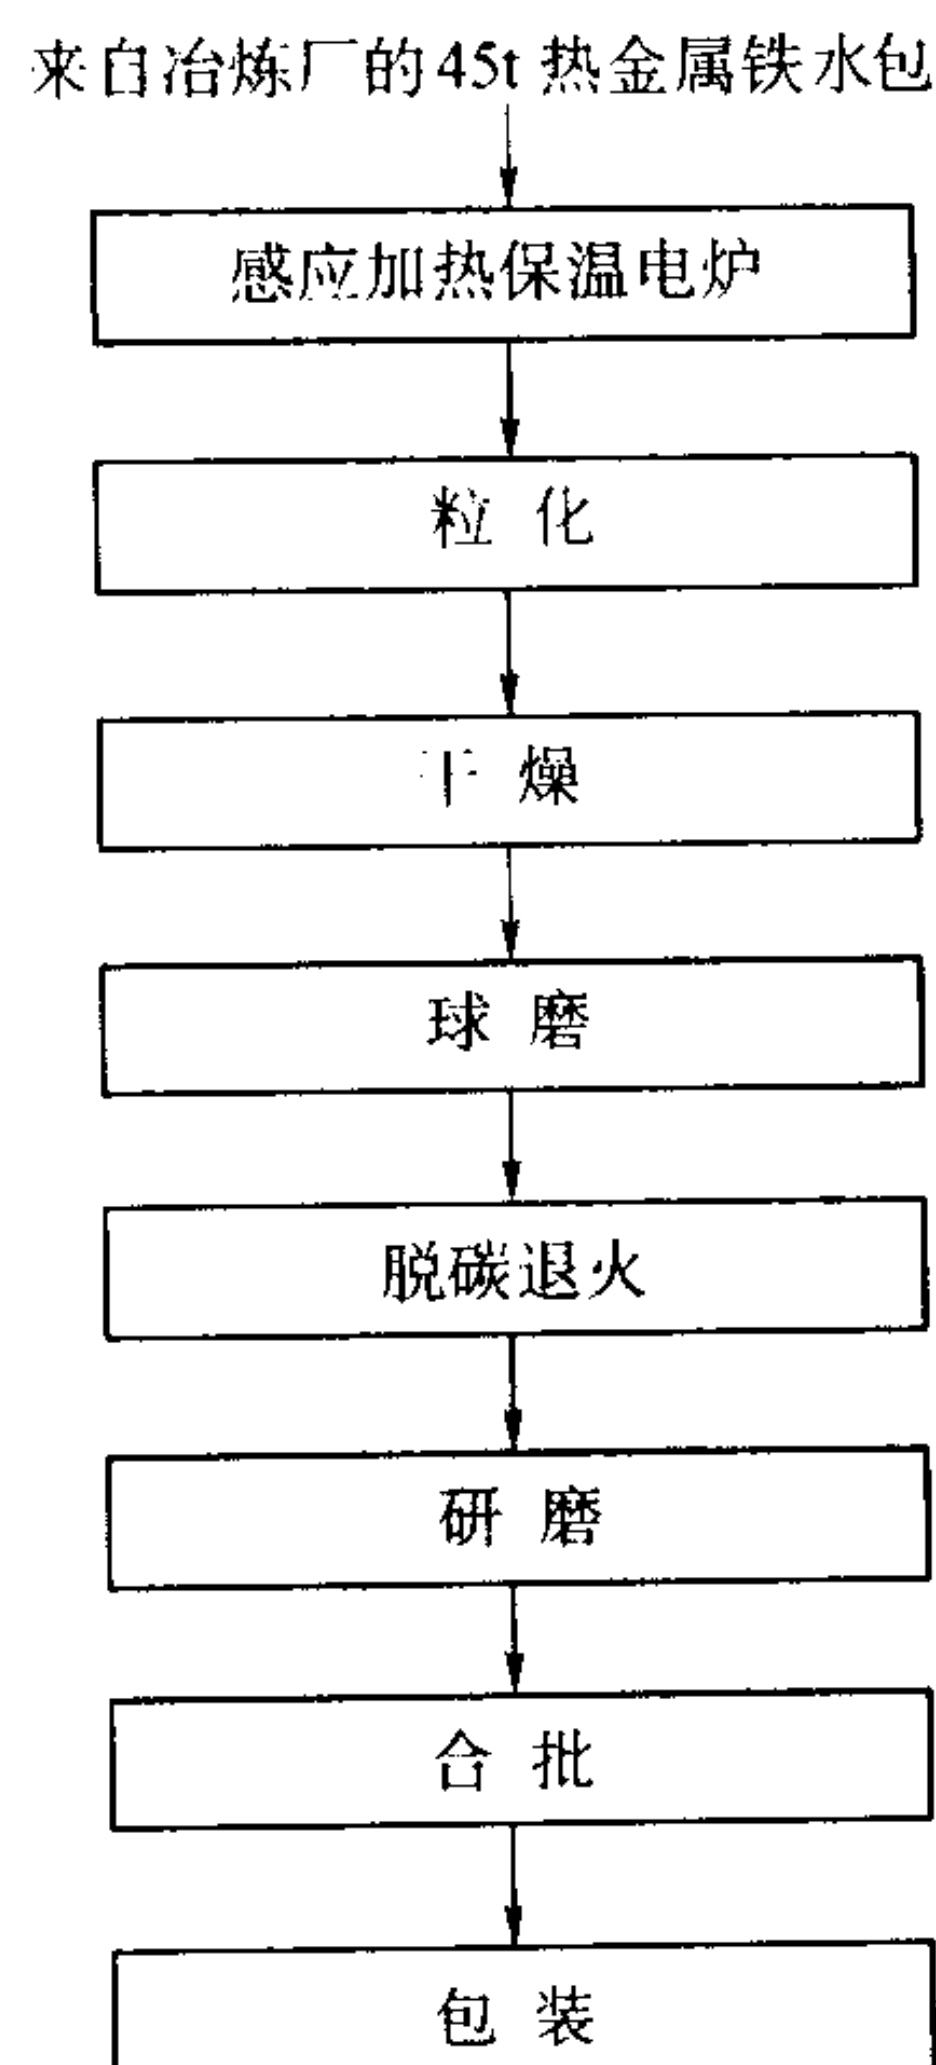 来自冶炼厂的45t 热金属铁水包
感应加热保温电炉
粒 化
干 燥
球 磨
脱碳退火
研 磨
合 批
包 装